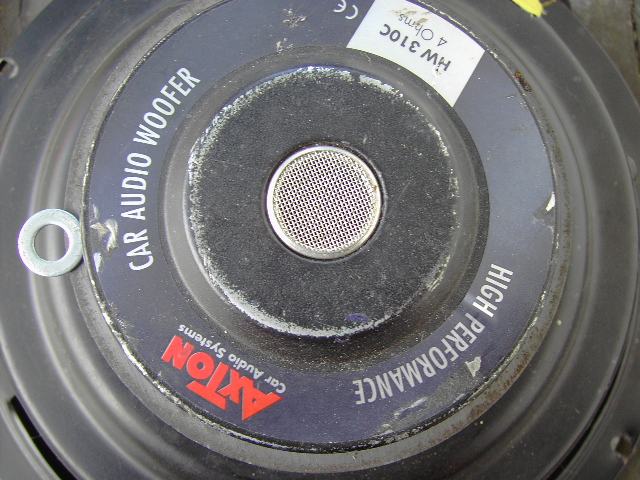 CE
HW 310C
4 Ohms
CAR AUDIO WOOFER
HIGH PERFORMANCE
AXTON
Car Audio Systems